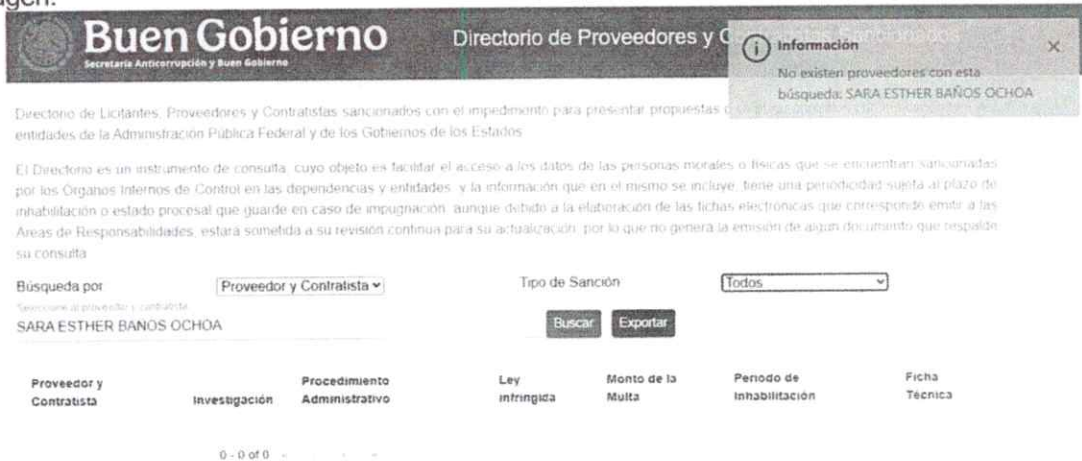 agen:
Buen Gobierno
Secretaría Anticorrupción y Buen Gobierno
Directorio de Proveedores y C
Información
No existen proveedores con esta
búsqueda: SARA ESTHER BAÑOS OCHOA
Directorio de Licitantes, Proveedores y Contratistas sancionados con el impedimento para presentar propuestas
entidades de la Administración Pública Federal y de los Gobiernos de los Estados
El Directorio es un instrumento de consulta, cuyo objeto es facilitar el acceso a los datos de las personas morales o físicas que se encuentran sancionadas
por los Órganos Internos de Control en las dependencias y entidades, y la información que en el mismo se incluye, tiene una periodicidad sujeta al plazo de
inhabilitación o estado procesal que guarde en caso de impugnación, aunque debido a la elaboración de las fichas electrónicas que corresponde emitir a las
Áreas de Responsabilidades, estará sometida a su revisión continua para su actualización, por lo que no genera la emisión de algún documento que respalde
su consulta
Búsqueda por
Proveedor y Contratista
Tipo de Sanción
Todos
Seleccione al proveedor y contratista
SARA ESTHER BAÑOS OCHOA
Buscar
Exportar
Proveedor y Contratista
Investigación
Procedimiento Administrativo
Ley infringida
Monto de la Multa
Periodo de Inhabilitación
Ficha Técnica
0 - 0 of 0